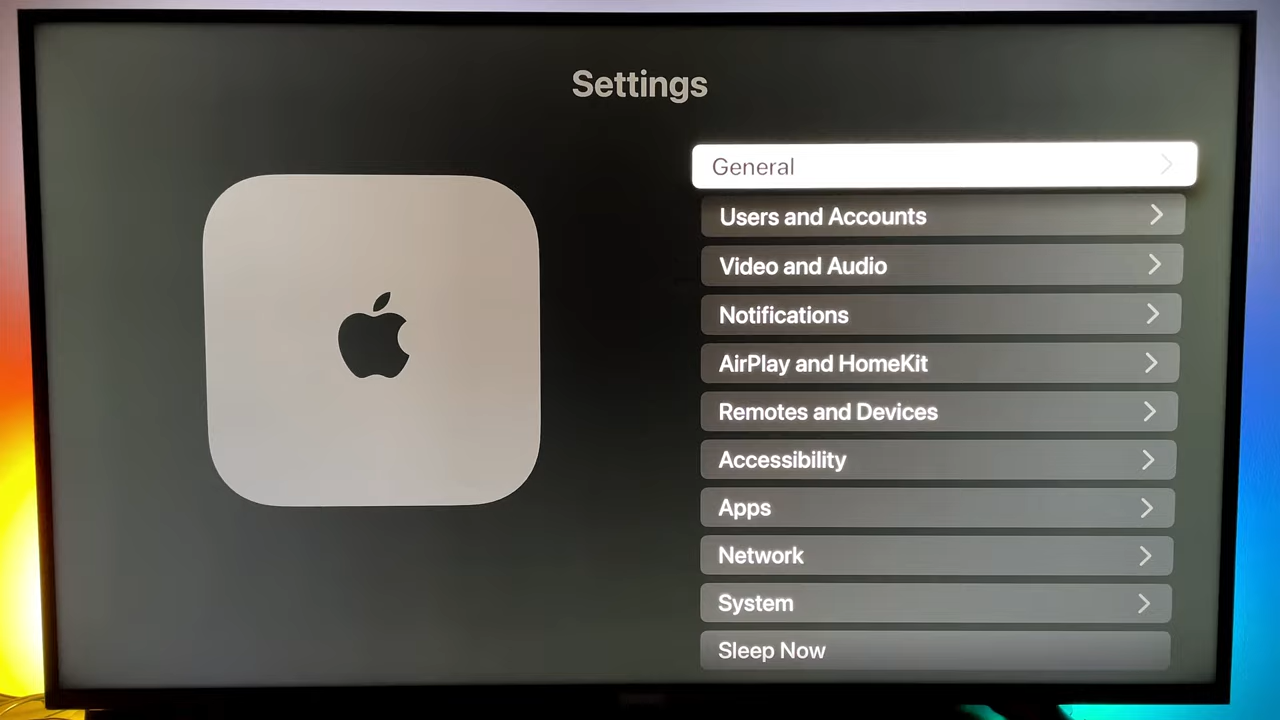 Settings
General
Users and Accounts
Video and Audio
Notifications
AirPlay and HomeKit
Remotes and Devices
Accessibility
Apps
Network
System
Sleep Now